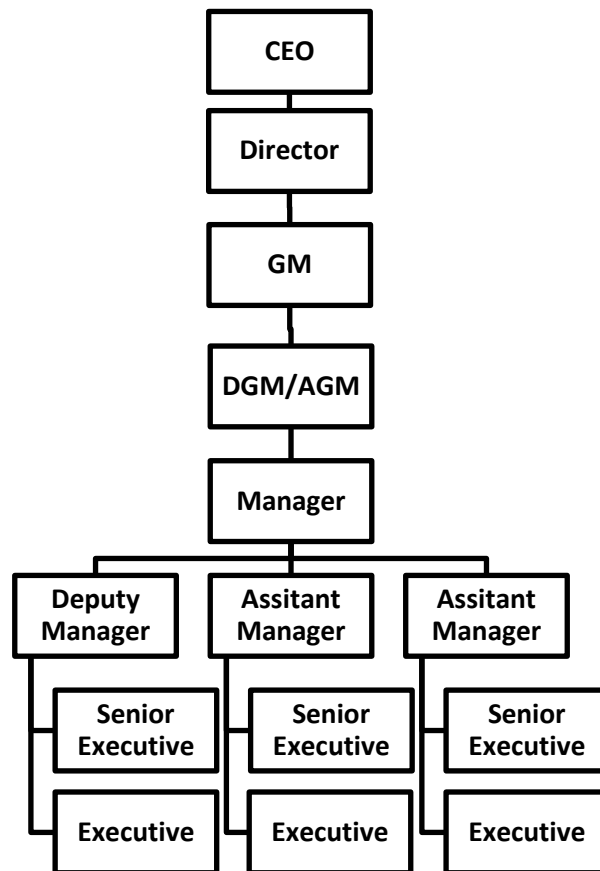 CEO
Director
GM
DGM/AGM
Manager
Deputy
Manager
Assitant
Manager
Assitant
Manager
Senior
Executive
Senior
Executive
Senior
Executive
Executive
Executive
Executive